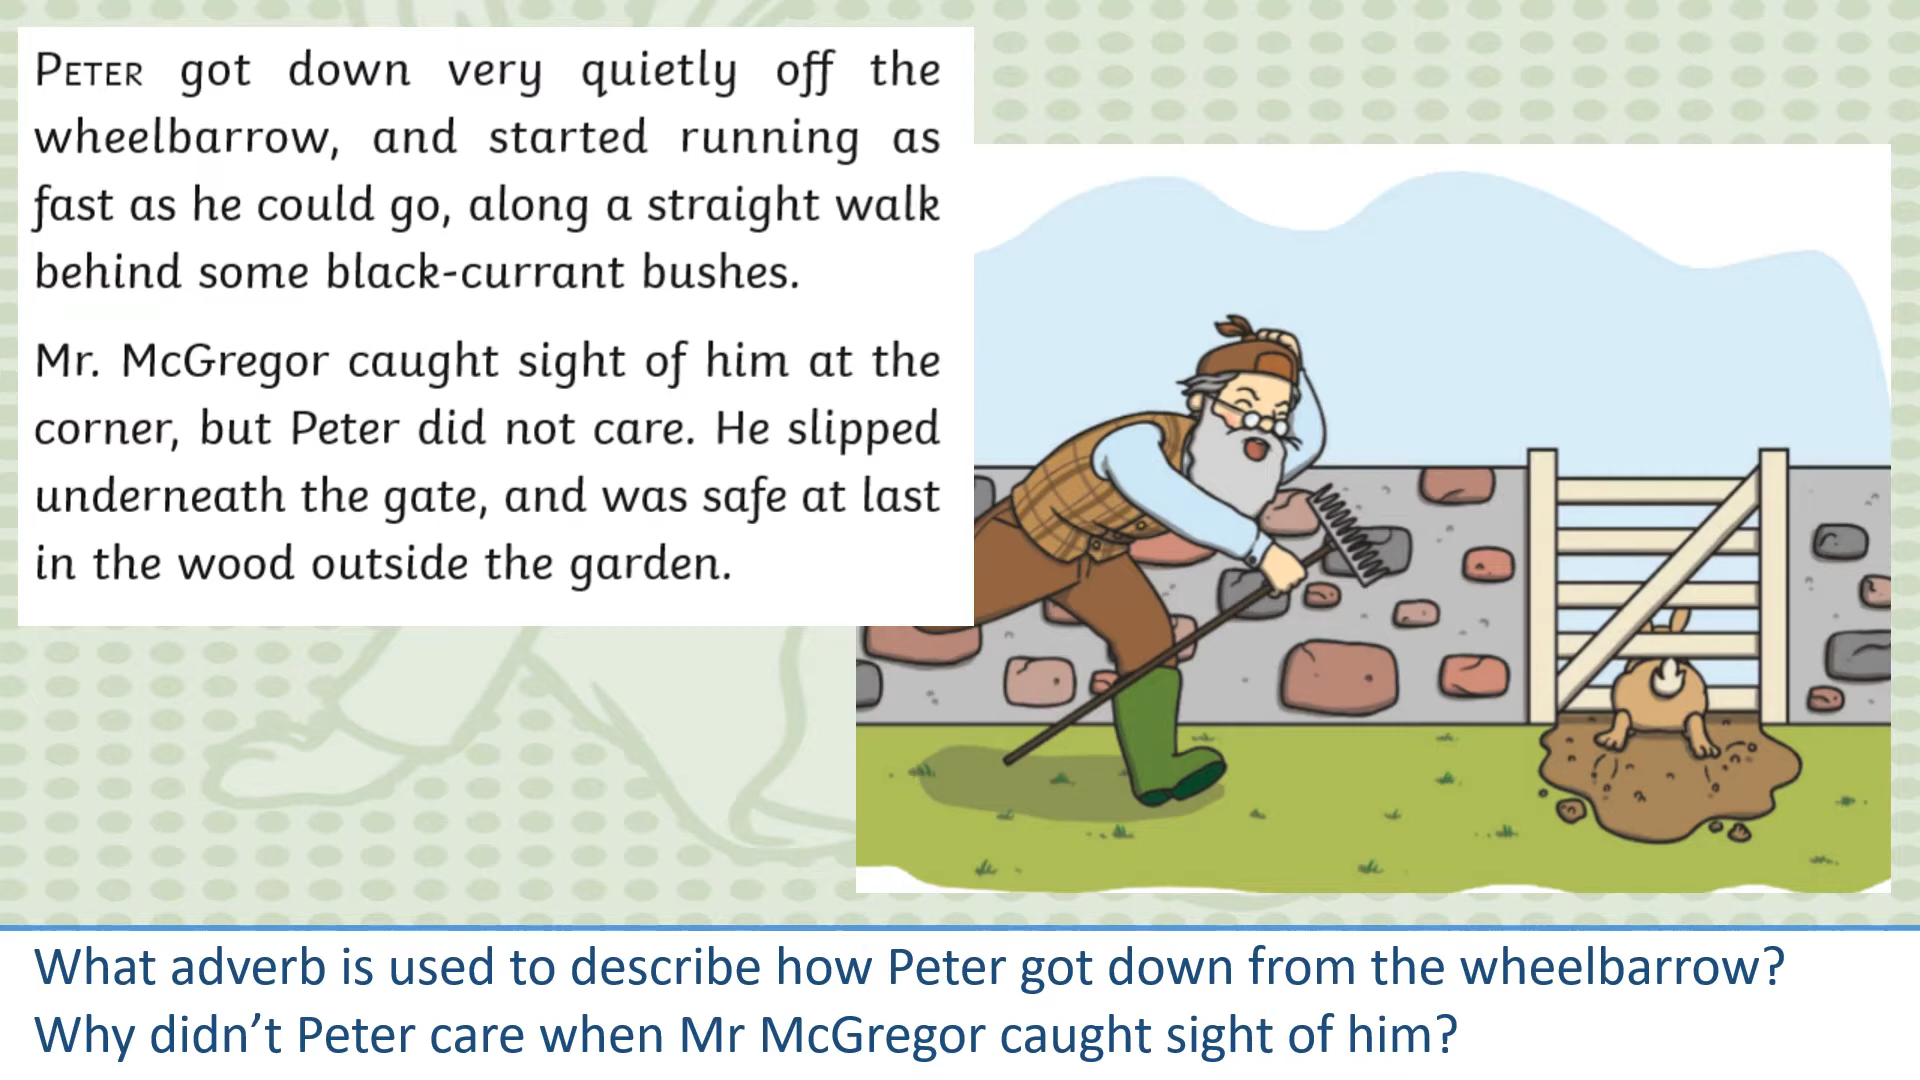 PETER got down very quietly off the
wheelbarrow, and started running as
fast as he could go, along a straight walk
behind some black-currant bushes.
Mr. McGregor caught sight of him at the
corner, but Peter did not care. He slipped
underneath the gate, and was safe at last
in the wood outside the garden.
What adverb is used to describe how Peter got down from the wheelbarrow?
Why didn’t Peter care when Mr McGregor caught sight of him?